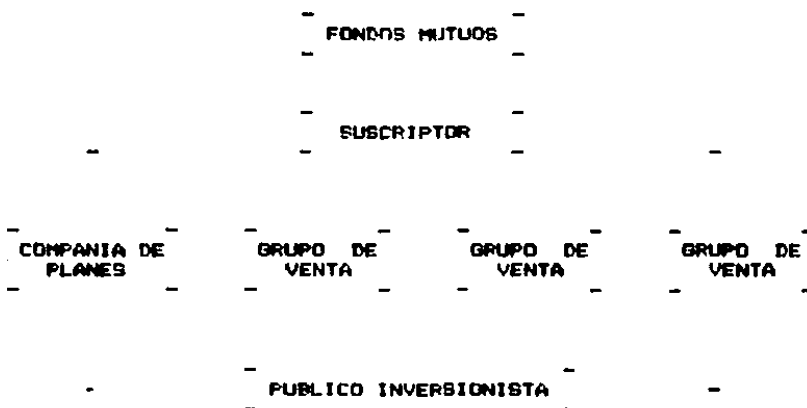 FONDOS MUTUOS
SUSCRIPTOR
COMPANIA DE PLANES
GRUPO DE VENTA
GRUPO DE VENTA
GRUPO DE VENTA
PUBLICO INVERSIONISTA